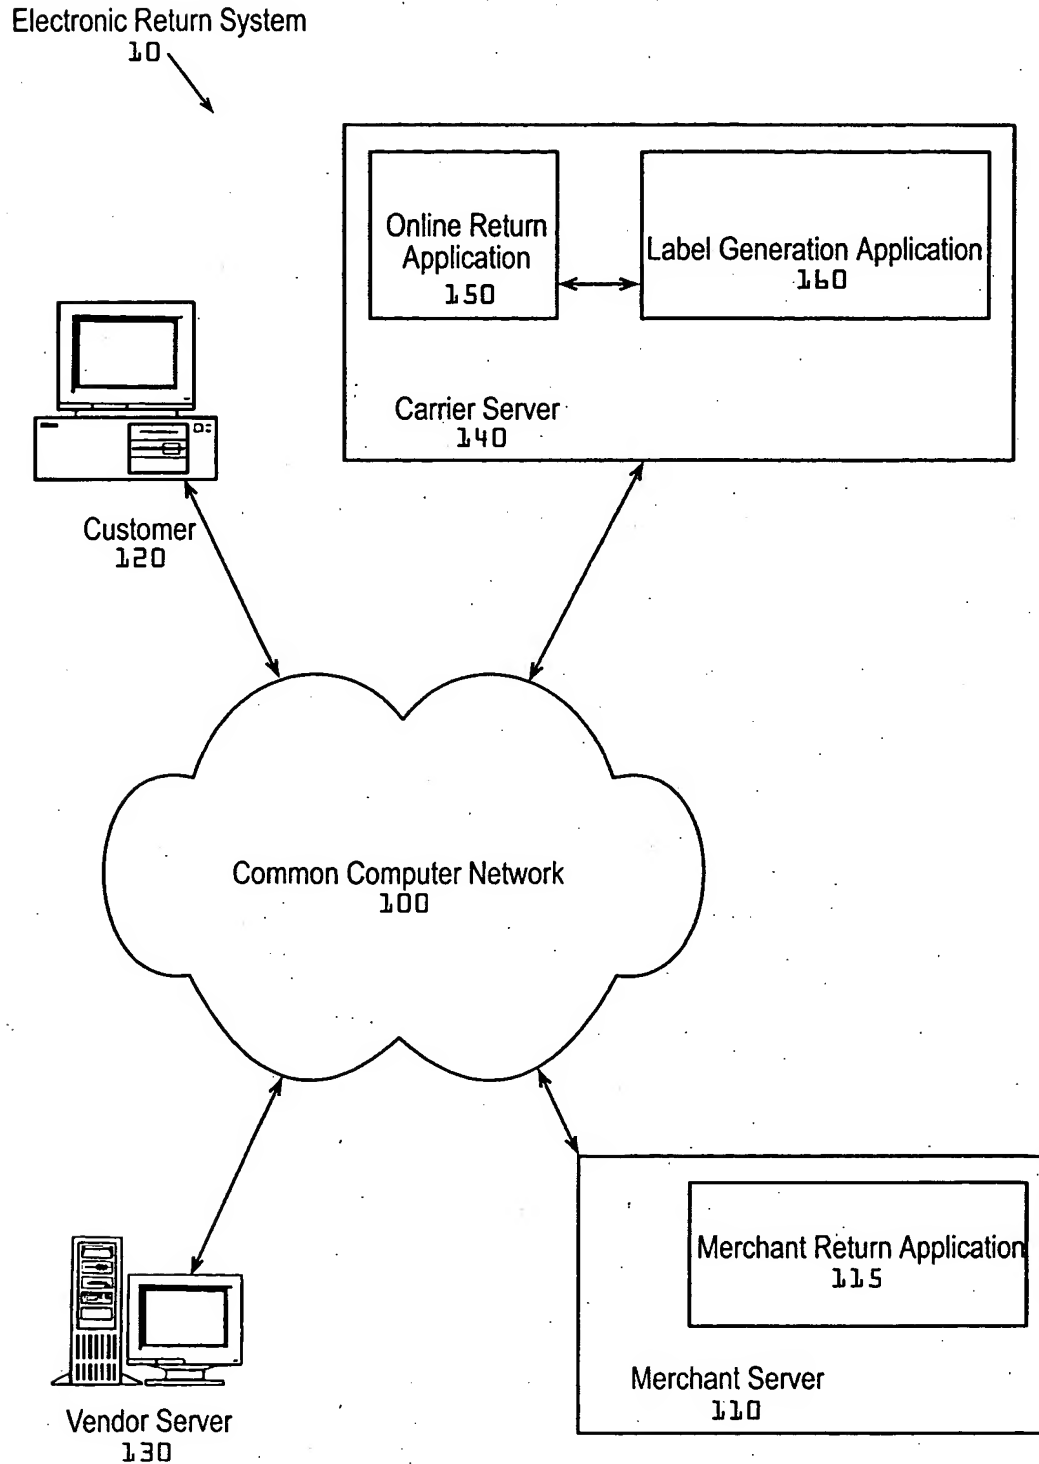 Electronic Return System
10
Online Return
Application
150
Label Generation Application
160
Carrier Server
140
Customer
120
Common Computer Network
100
Merchant Return Application
115
Merchant Server
110
Vendor Server
130